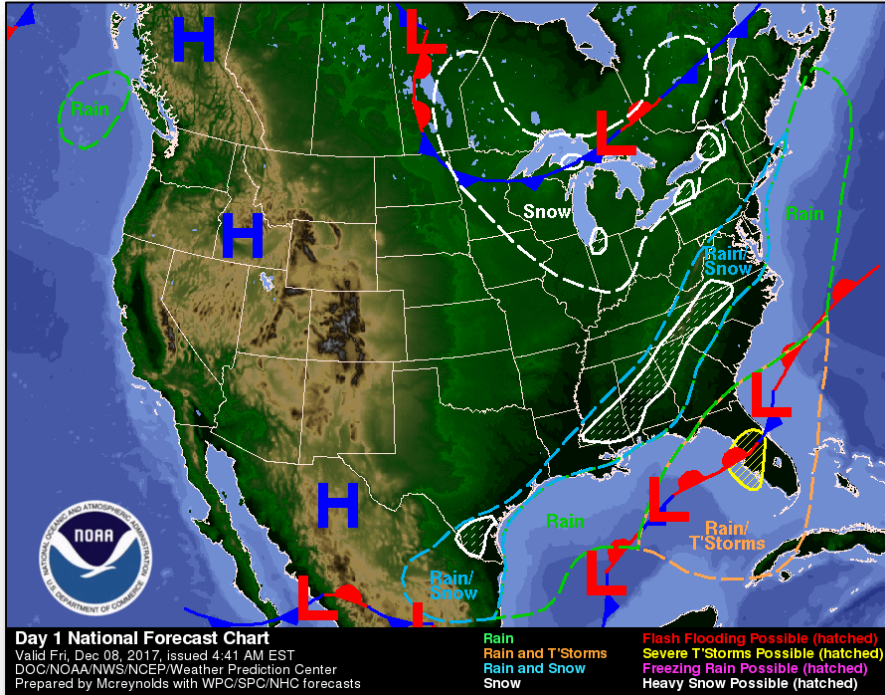 L
H
Rain
L
H
Snow
Rain
Rain/
Snow
L
H
L
Rain
Rain/
T'Storms
L
Rain/
Snow
L
L
NATIONAL OCEANIC AND ATMOSPHERIC ADMINISTRATION
NOAA
U.S. DEPARTMENT OF COMMERCE
Day 1 National Forecast Chart
Valid Fri, Dec 08, 2017, issued 4:41 AM EST
DOC/NOAA/NWS/NCEP/Weather Prediction Center
Prepared by Mcreynolds with WPC/SPC/NHC forecasts
Rain
Rain and T'Storms
Rain and Snow
Snow
Flash Flooding Possible (hatched)
Severe T'Storms Possible (hatched)
Freezing Rain Possible (hatched)
Heavy Snow Possible (hatched)